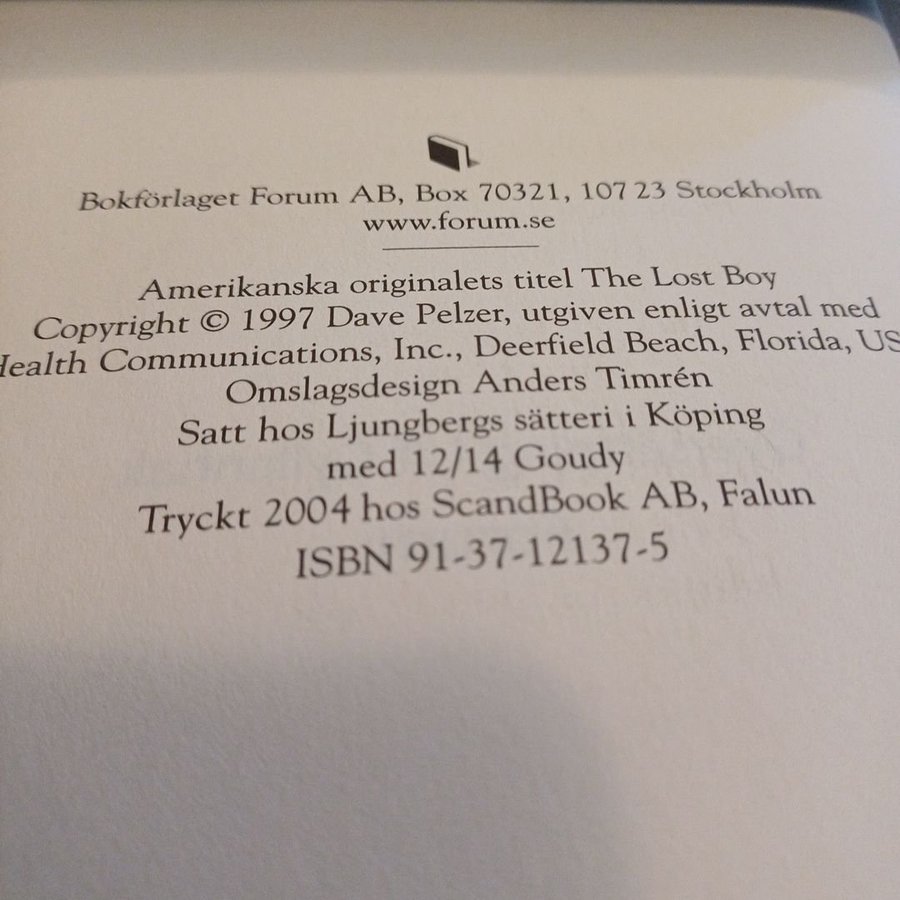 Bokförlaget Forum AB, Box 70321, 107 23 Stockholm
www.forum.se
Amerikanska originalets titel The Lost Boy
Copyright © 1997 Dave Pelzer, utgiven enligt avtal med
Health Communications, Inc., Deerfield Beach, Florida, US
Omslagsdesign Anders Timrén
Satt hos Ljungbergs sätteri i Köping
med 12/14 Goudy
Tryckt 2004 hos ScandBook AB, Falun
ISBN 91-37-12137-5